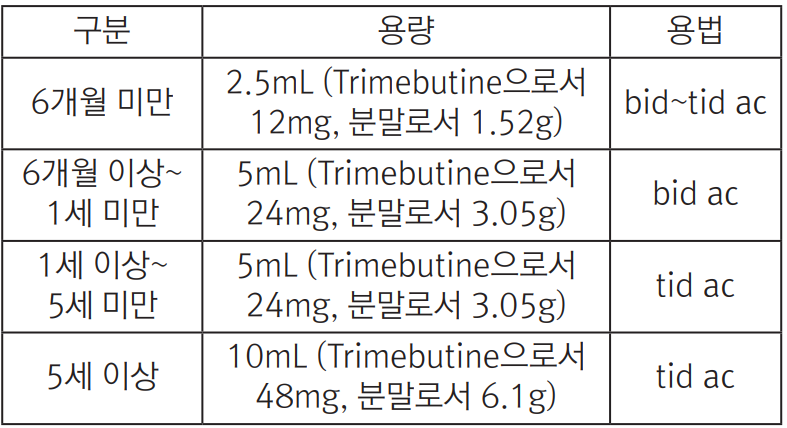 구분 용량 용법
6개월 미만 2.5mL (Trimebutine으로서 12mg, 분말로서 1.52g) bid~tid ac
6개월 이상~ 1세 미만 5mL (Trimebutine으로서 24mg, 분말로서 3.05g) bid ac
1세 이상~ 5세 미만 5mL (Trimebutine으로서 24mg, 분말로서 3.05g) tid ac
5세 이상 10mL (Trimebutine으로서 48mg, 분말로서 6.1g) tid ac